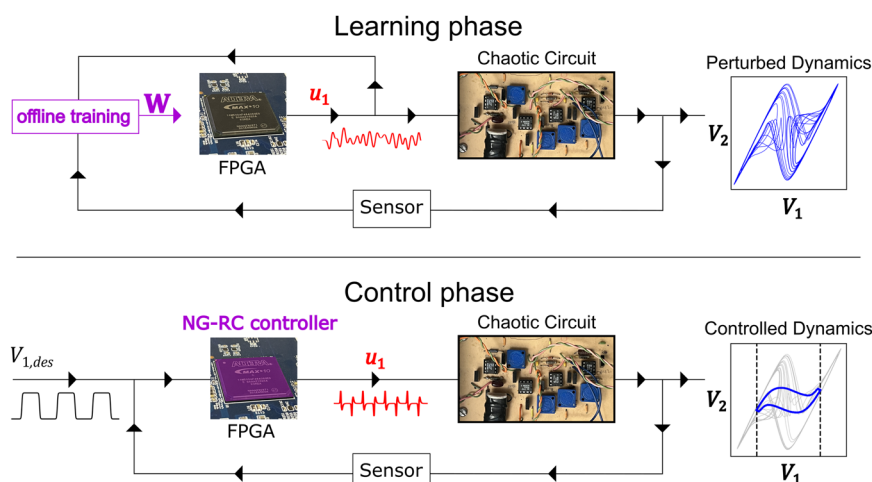 Learning phase
Chaotic Circuit
Perturbed Dynamics
offline training
W
u₁
V₂
FPGA
Sensor
V₁
Control phase
NG-RC controller
Chaotic Circuit
Controlled Dynamics
V₁,des
u₁
V₂
FPGA
Sensor
V₁